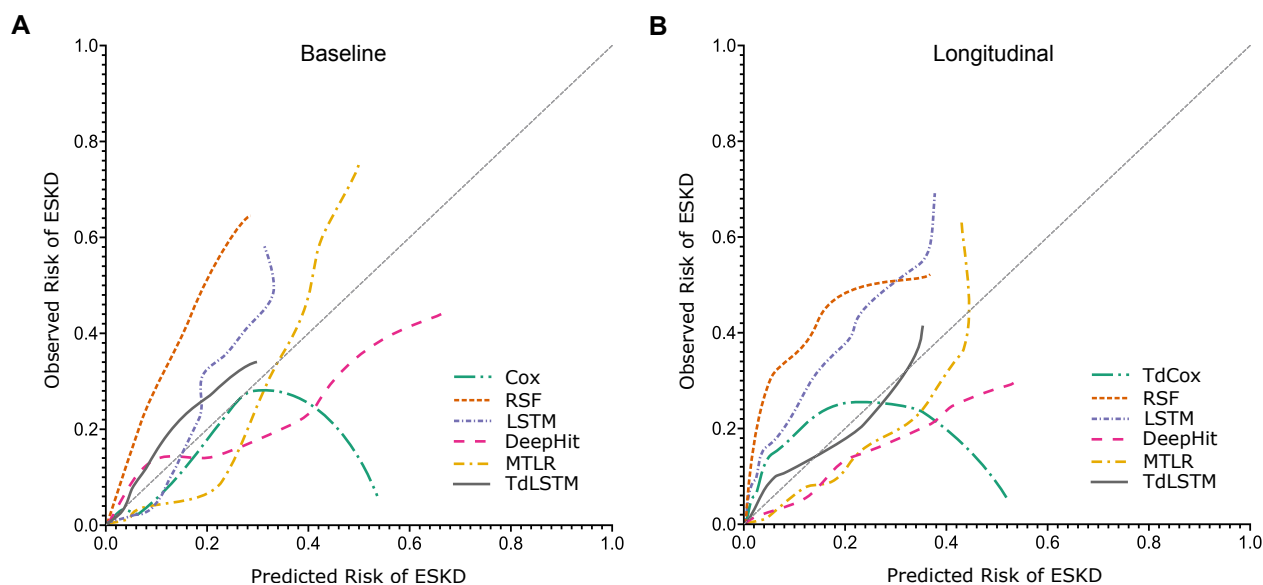 A
Baseline
1.0
0.8
0.6
0.4
0.2
0.0
Observed Risk of ESKD
0.0 0.2 0.4 0.6 0.8 1.0
Predicted Risk of ESKD
Cox
RSF
LSTM
DeepHit
MTLR
TdLSTM
B
Longitudinal
1.0
0.8
0.6
0.4
0.2
0.0
Observed Risk of ESKD
0.0 0.2 0.4 0.6 0.8 1.0
Predicted Risk of ESKD
TdCox
RSF
LSTM
DeepHit
MTLR
TdLSTM